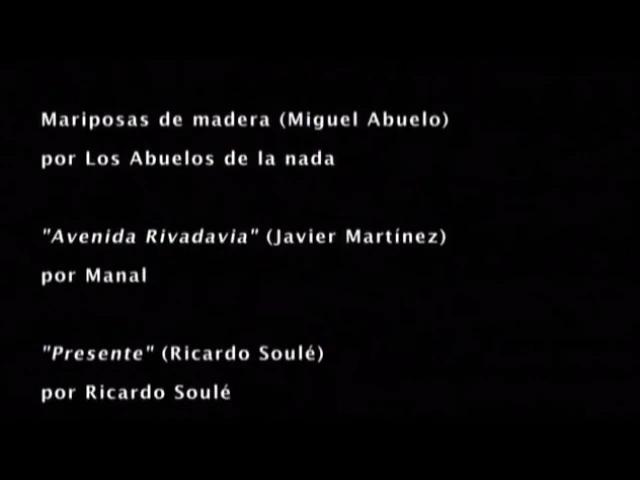 Mariposas de madera (Miguel Abuelo)
por Los Abuelos de la nada
"Avenida Rivadavia" (Javier Martínez)
por Manal
"Presente" (Ricardo Soulé)
por Ricardo Soulé